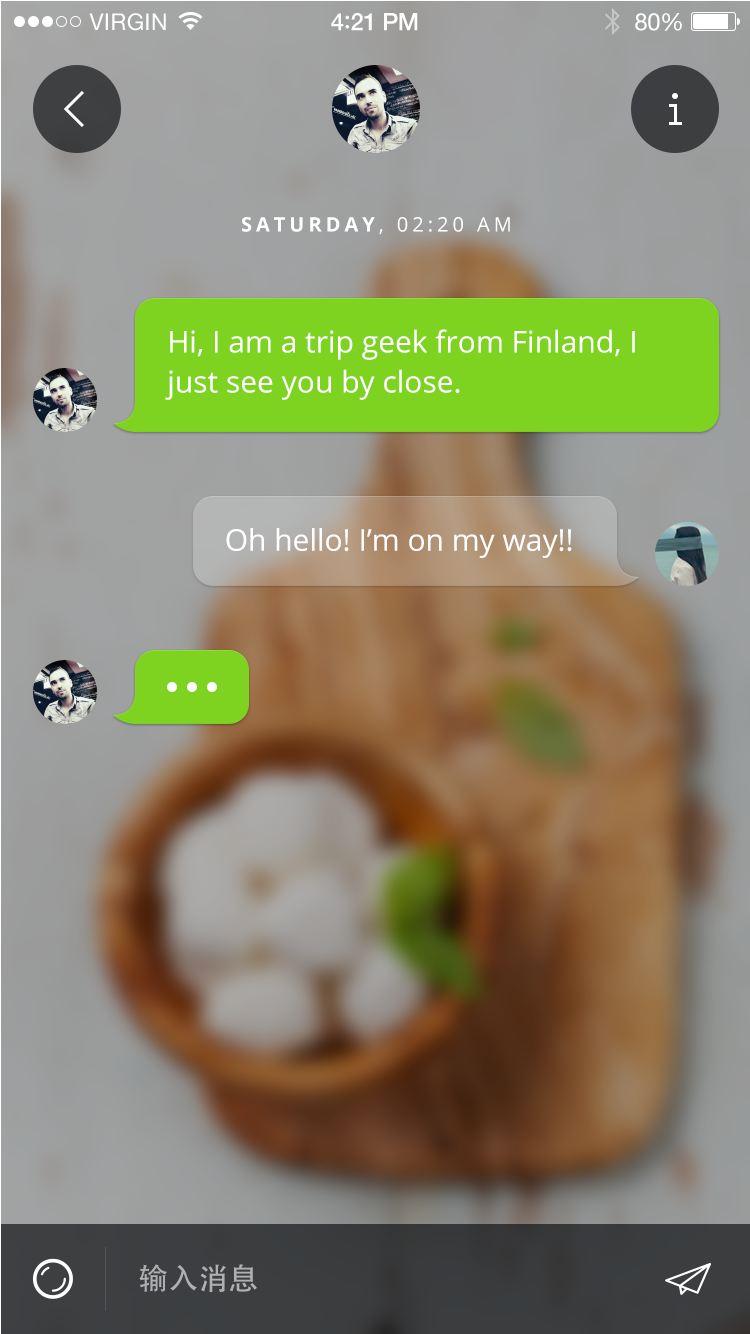 VIRGIN 4:21 PM 80%
SATURDAY, 02:20 AM
Hi, I am a trip geek from Finland, I
just see you by close.
Oh hello! I’m on my way!!
输入消息